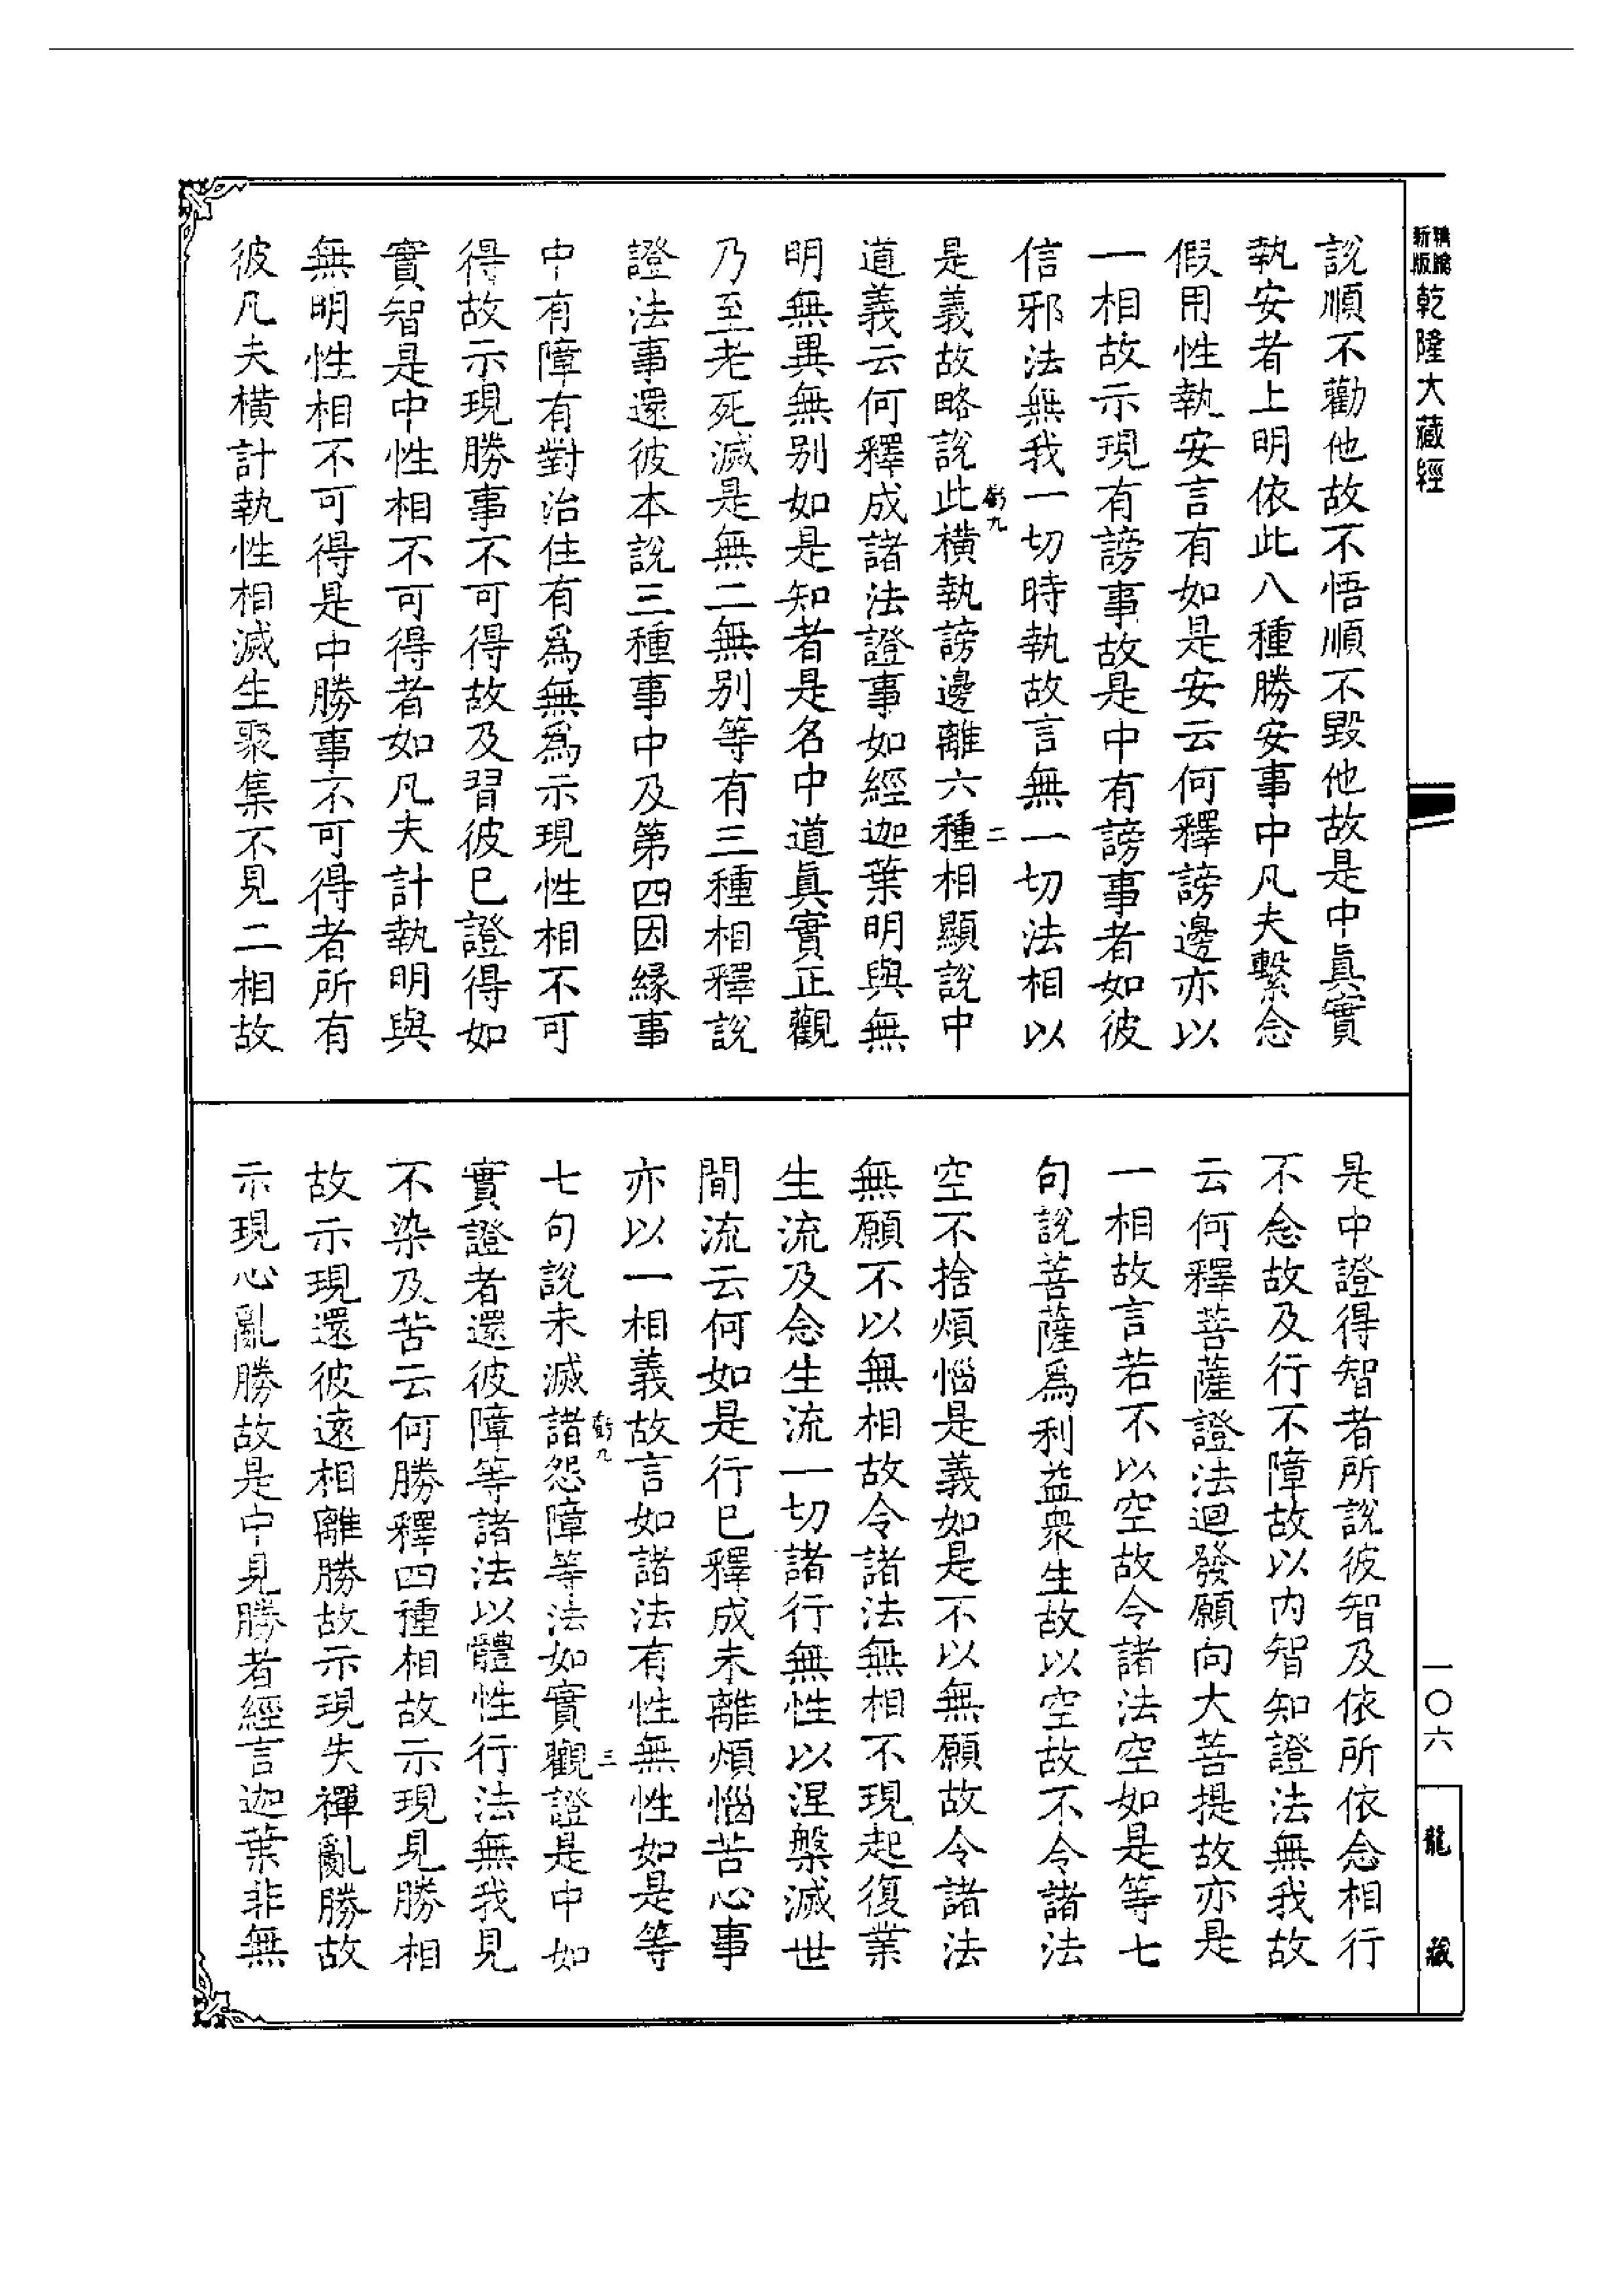 新版
乾隆大藏經
說順不勸他故不悟順不毀他故是中眞實
執安者上明依此八種勝安事中凡夫繫念
假用性執安言有如是安云何釋謗邊亦以
一相故示現有謗事故是中有謗事者如彼
信邪法無我一切時執故言無一切法相以
虧九 二
是義故略說此橫執謗邊離六種相顯說中
道義云何釋成諸法證事如經迦葉明與無
明無異無別如是知者是名中道眞實正觀
乃至老死滅是無二無別等有三種相釋說
證法事還彼本說三種事中及第四因緣事
中有障有對治住有爲無爲示現性相不可
得故示現勝事不可得故及習彼已證得如
實智是中性相不可得者如凡夫計執明與
無明性相不可得是中勝事不可得者所有
彼凡夫橫計執性相滅生聚集不見二相故
是中證得智者所說彼智及依所依念相行
不念故及行不障故以內智知證法無我故
云何釋菩薩證法迴發願向大菩提故亦是
一相故言若不以空故令諸法空如是等七
句說菩薩爲利益衆生故以空故不令諸法
空不捨煩惱是義如是不以無願故令諸法
無願不以無相故令諸法無相不現起復業
生流及念生流一切諸行無性以涅槃滅世
間流云何如是行已釋成未離煩惱苦心事
亦以一相義故言如諸法有性無性如是等
虧九 三
七句說未滅諸怨障等法如實觀證是中如
實證者還彼障等諸法以體性行法無我見
不染及苦云何勝釋四種相故示現見勝相
故示現還彼遠相離勝故示現失禪亂勝故
示現心亂勝故是中見勝者經言迦葉非無
一〇六
龍藏